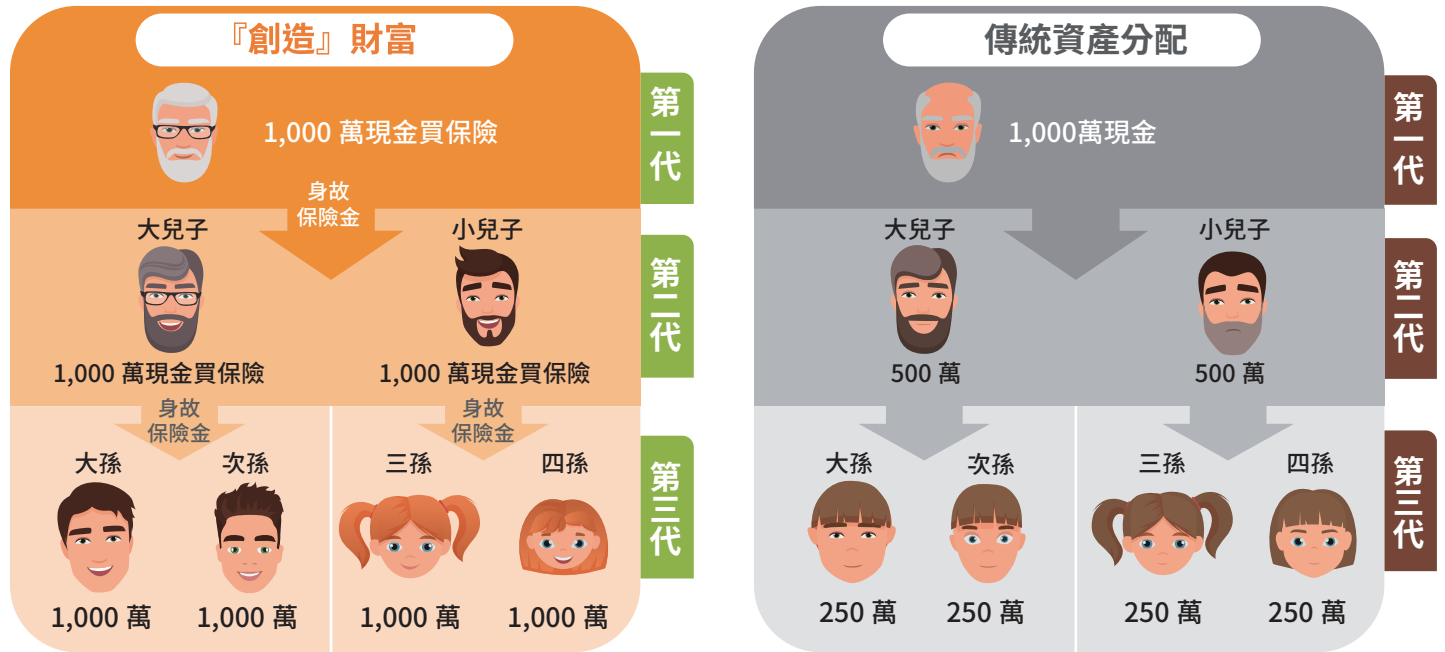 『創造』財富
1,000 萬現金買保險
第一代
身故
保險金
大兒子
小兒子
第二代
1,000 萬現金買保險
1,000 萬現金買保險
身故
保險金
身故
保險金
大孫
次孫
三孫
四孫
第三代
1,000 萬
1,000 萬
1,000 萬
1,000 萬
傳統資產分配
1,000萬現金
第一代
大兒子
小兒子
第二代
500 萬
500 萬
大孫
次孫
三孫
四孫
第三代
250 萬
250 萬
250 萬
250 萬